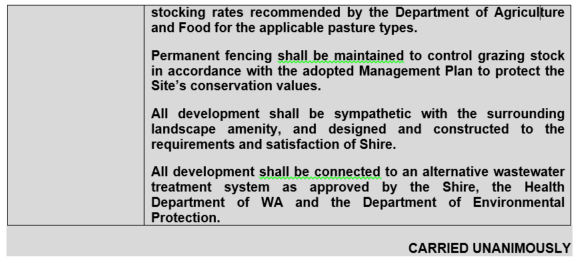 stocking rates recommended by the Department of Agriculture
and Food for the applicable pasture types.
Permanent fencing shall be maintained to control grazing stock
in accordance with the adopted Management Plan to protect the
Site's conservation values.
All development shall be sympathetic with the surrounding
landscape amenity, and designed and constructed to the
requirements and satisfaction of Shire.
All development shall be connected to an alternative wastewater
treatment system as approved by the Shire, the Health
Department of WA and the Department of Environmental
Protection.
CARRIED UNANIMOUSLY